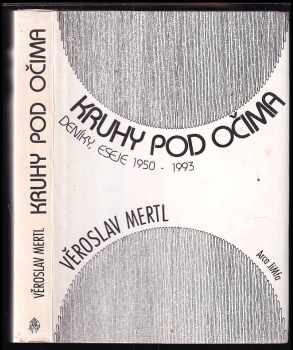 VĚROSLAV MERTL KRUHY POD OČIMA
KRUHY POD OČIMA
DENÍKY, ESEJE 1950 - 1993
VĚROSLAV MERTL
Arca JiMfa